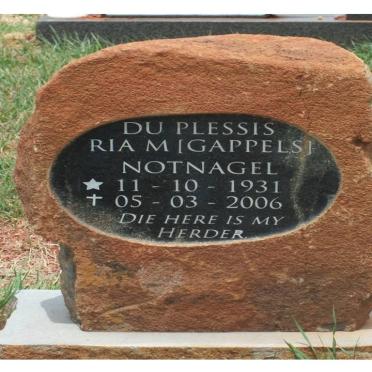 DU PLESSIS
RIA M [GAPPELS]
NOTNAGEL
★ 11 - 10 - 1931
✝ 05 - 03 - 2006
DIE HERE IS MY
HERDER